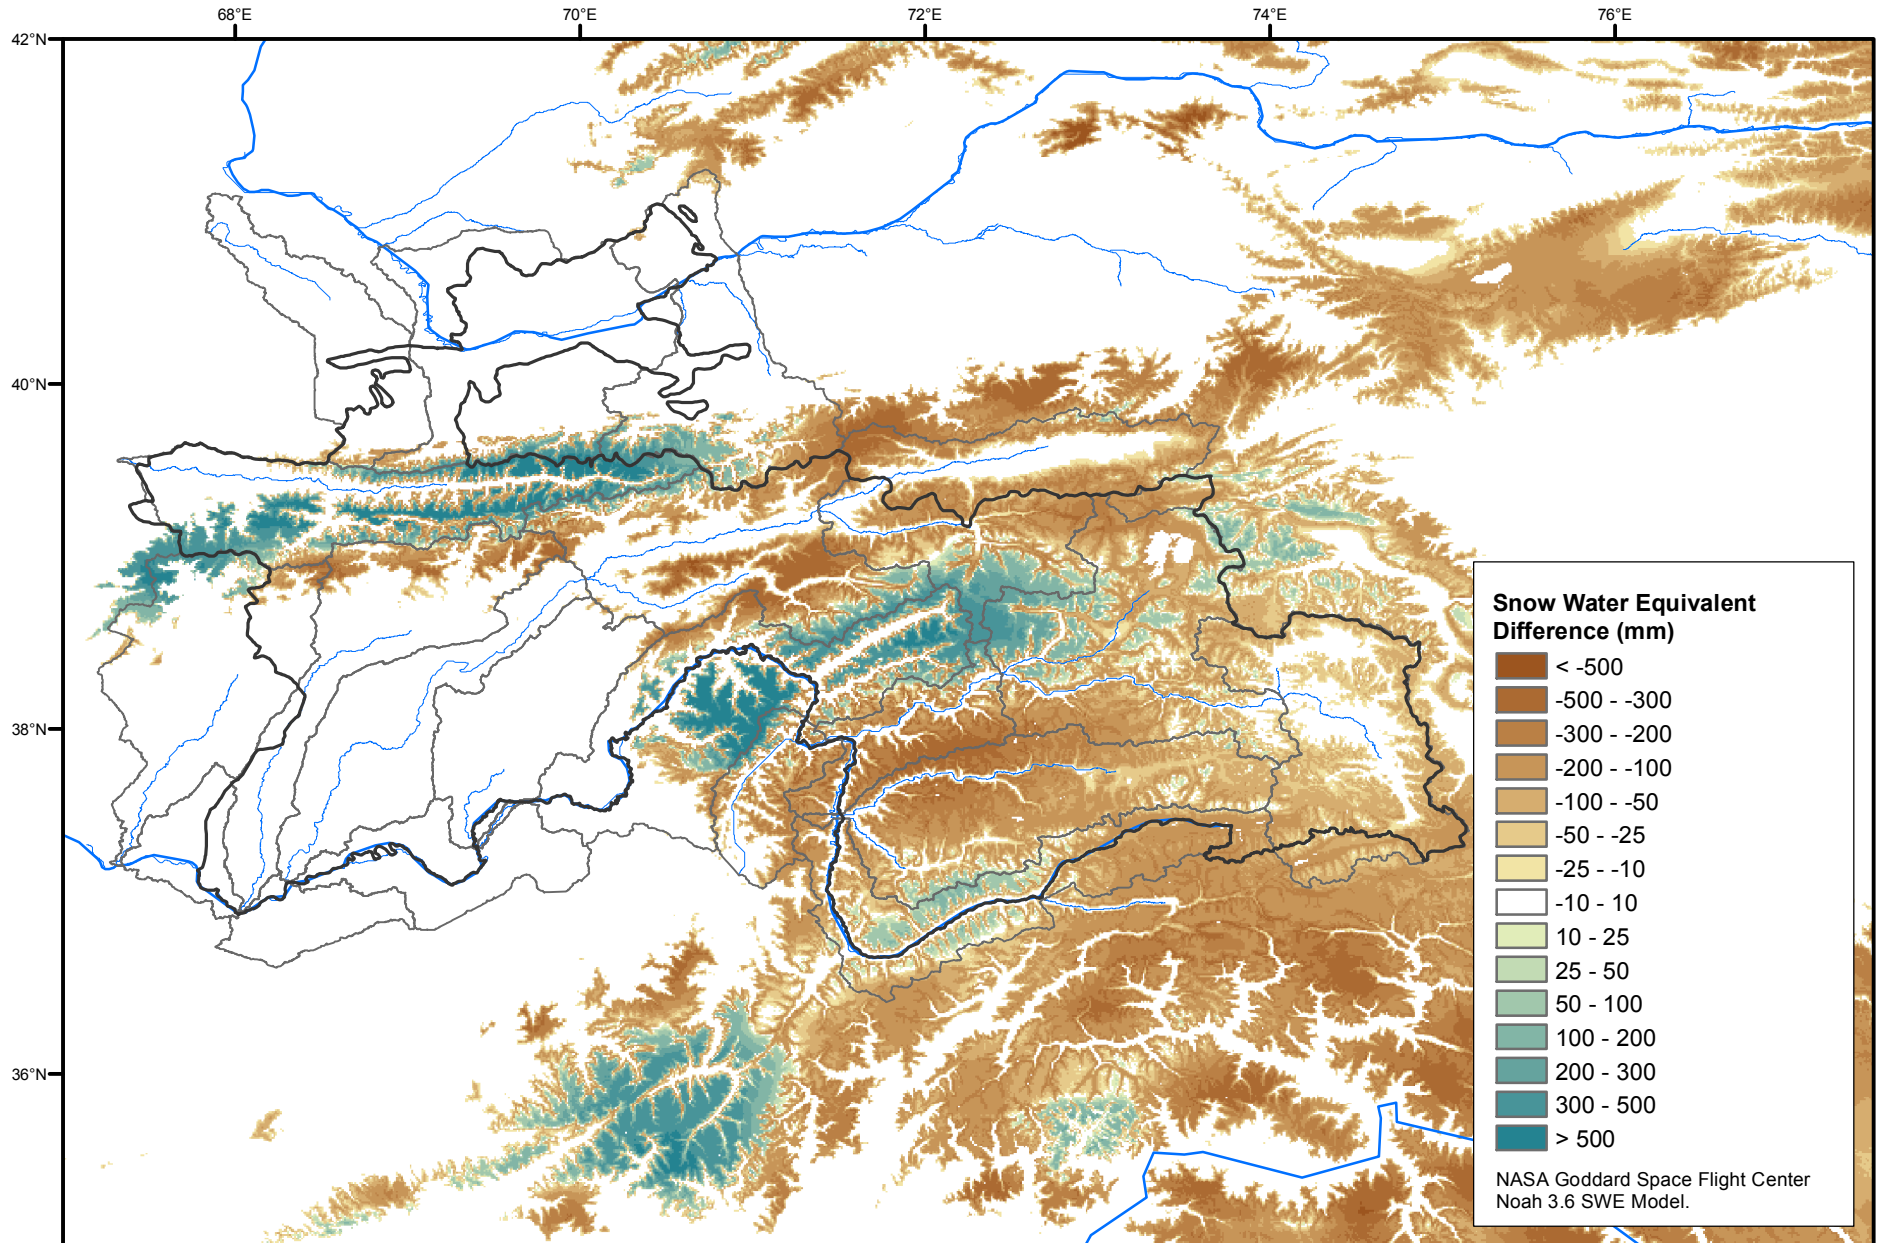 68°E 70°E 72°E 74°E 76°E
42°N
40°N
38°N
36°N
Snow Water Equivalent
Difference (mm)
< -500
-500 - -300
-300 - -200
-200 - -100
-100 - -50
-50 - -25
-25 - -10
-10 - 10
10 - 25
25 - 50
50 - 100
100 - 200
200 - 300
300 - 500
> 500
NASA Goddard Space Flight Center
Noah 3.6 SWE Model.